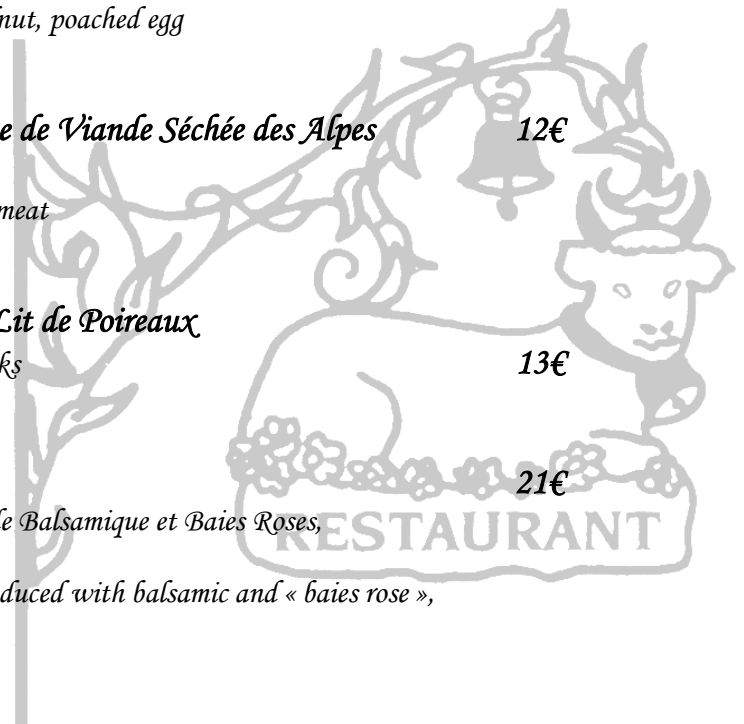 nut, poached egg
e de Viande Séchée des Alpes 12€
meat
Lit de Poireaux
ks 13€
21€
le Balsamique et Baies Roses,
duced with balsamic and « baies rose »,
RESTAURANT